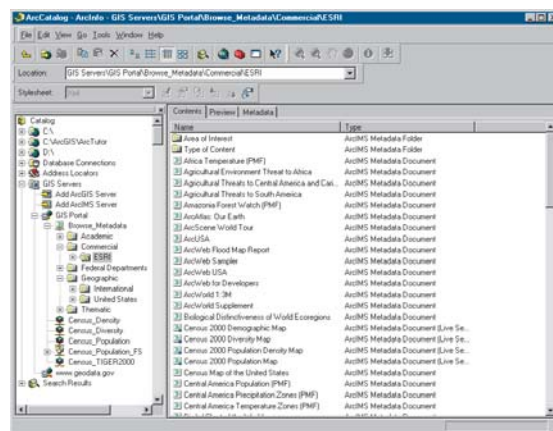 ArcCatalog - ArcInfo - GIS Servers\GIS Portal\Browse_Metadata\Commercial\ESRI
File Edit View Go Tools Window Help
Location: GIS Servers\GIS Portal\Browse_Metadata\Commercial\ESRI
Stylesheet:
Contents Preview Metadata
Catalog
C:\
C:\ArcGIS\ArcTutor
D:\
Database Connections
Address Locators
GIS Servers
Add ArcGIS Server
Add ArcIMS Server
GIS Portal
Browse_Metadata
Academic
Commercial
ESRI
Federal Departments
Geographic
International
United States
Thematic
Census_Density
Census_Diversity
Census_Population
Census_Population_FS
Census_TIGER2000
www.geodata.gov
Search Results
Name Type
Area of Interest ArcIMS Metadata Folder
Type of Content ArcIMS Metadata Folder
Africa Temperature (PMF) ArcIMS Metadata Document
Agricultural Environment Threat to Africa ArcIMS Metadata Document
Agricultural Threats to Central America and Cari... ArcIMS Metadata Document
Agricultural Threats to South America ArcIMS Metadata Document
Amazonia Forest Watch (PMF) ArcIMS Metadata Document
ArcAtlas: Our Earth ArcIMS Metadata Document
ArcScene World Tour ArcIMS Metadata Document
ArcUSA ArcIMS Metadata Document
ArcWeb Flood Map Report ArcIMS Metadata Document
ArcWeb Sampler ArcIMS Metadata Document
ArcWeb USA ArcIMS Metadata Document
ArcWeb for Developers ArcIMS Metadata Document
ArcWorld 1:3M ArcIMS Metadata Document
ArcWorld Supplement ArcIMS Metadata Document
Biological Distinctiveness of World Ecoregions ArcIMS Metadata Document
Census 2000 Demographic Map ArcIMS Metadata Document (Live Se...
Census 2000 Diversity Map ArcIMS Metadata Document (Live Se...
Census 2000 Population Density Map ArcIMS Metadata Document (Live Se...
Census 2000 Population Map ArcIMS Metadata Document (Live Se...
Census Map of the United States ArcIMS Metadata Document
Central America Population (PMF) ArcIMS Metadata Document
Central America Precipitation Zones (PMF) ArcIMS Metadata Document
Central America Temperature Zones (PMF) ArcIMS Metadata Document